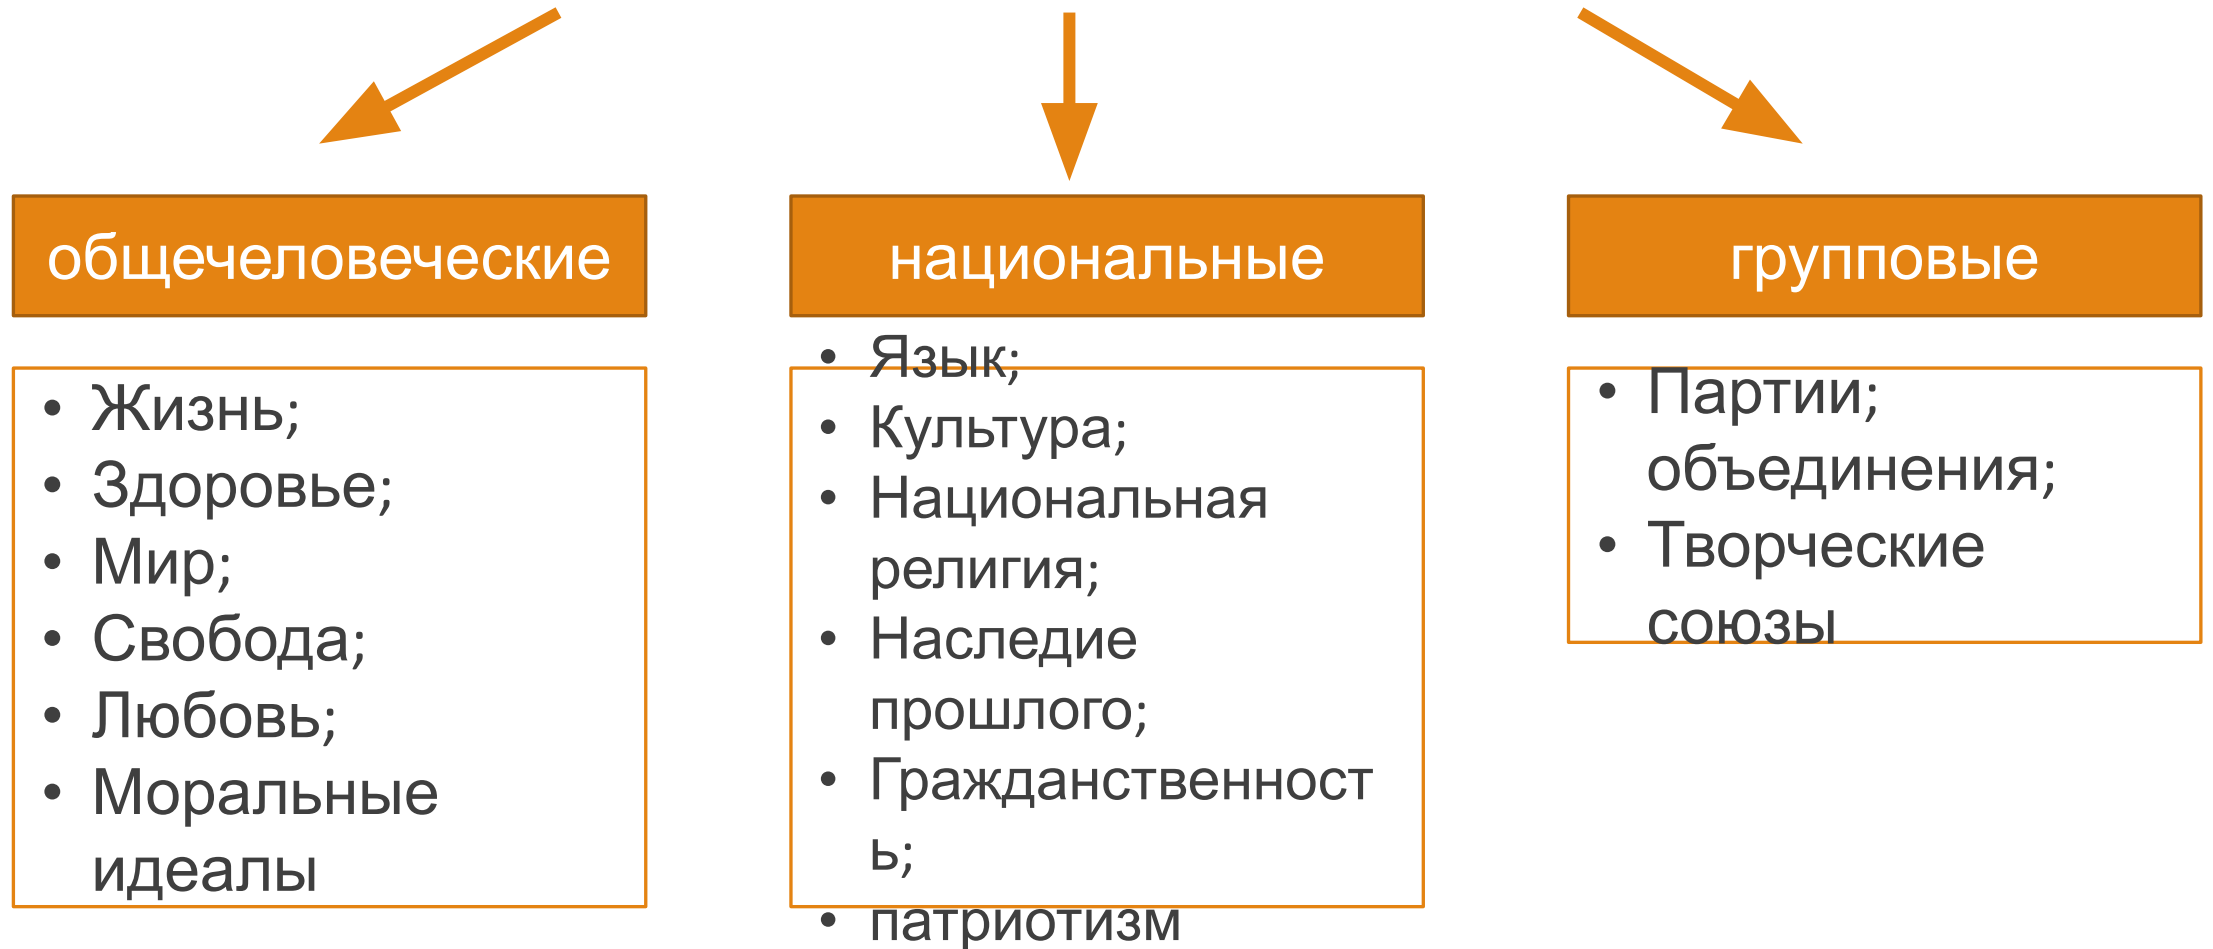 общечеловеческие
• Жизнь;
• Здоровье;
• Мир;
• Свобода;
• Любовь;
• Моральные
идеалы
национальные
• Язык;
• Культура;
• Национальная
религия;
• Наследие
прошлого;
• Гражданственност
ь;
• патриотизм
групповые
• Партии;
объединения;
• Творческие
союзы